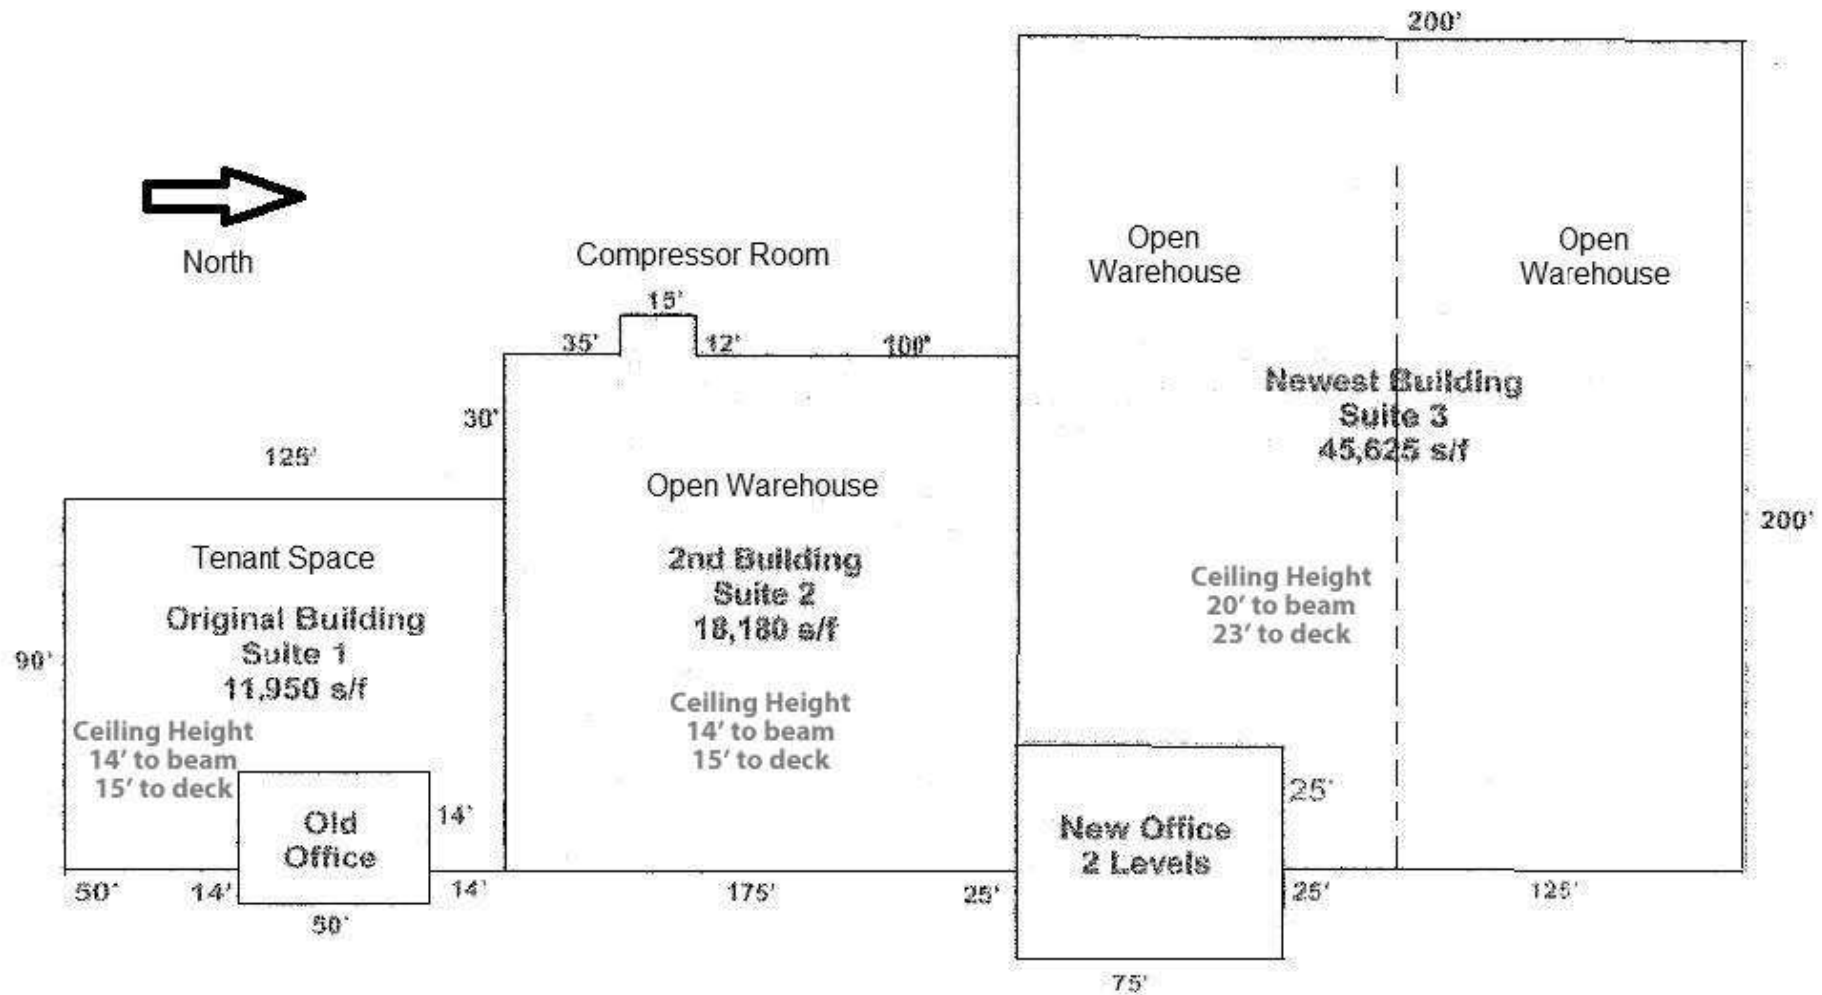 200'
North
Compressor Room
15'
35'
12'
100'
Open
Warehouse
Open
Warehouse
30'
125'
Newest Building
Suite 3
45,625 s/f
Open Warehouse
200'
Tenant Space
2nd Building
Suite 2
18,180 s/f
Ceiling Height
20' to beam
23' to deck
Original Building
Suite 1
11,950 s/f
90'
Ceiling Height
14' to beam
15' to deck
Ceiling Height
14' to beam
15' to deck
Old
Office
14'
25'
New Office
2 Levels
50'
14'
14'
175'
25'
25'
125'
50'
75'